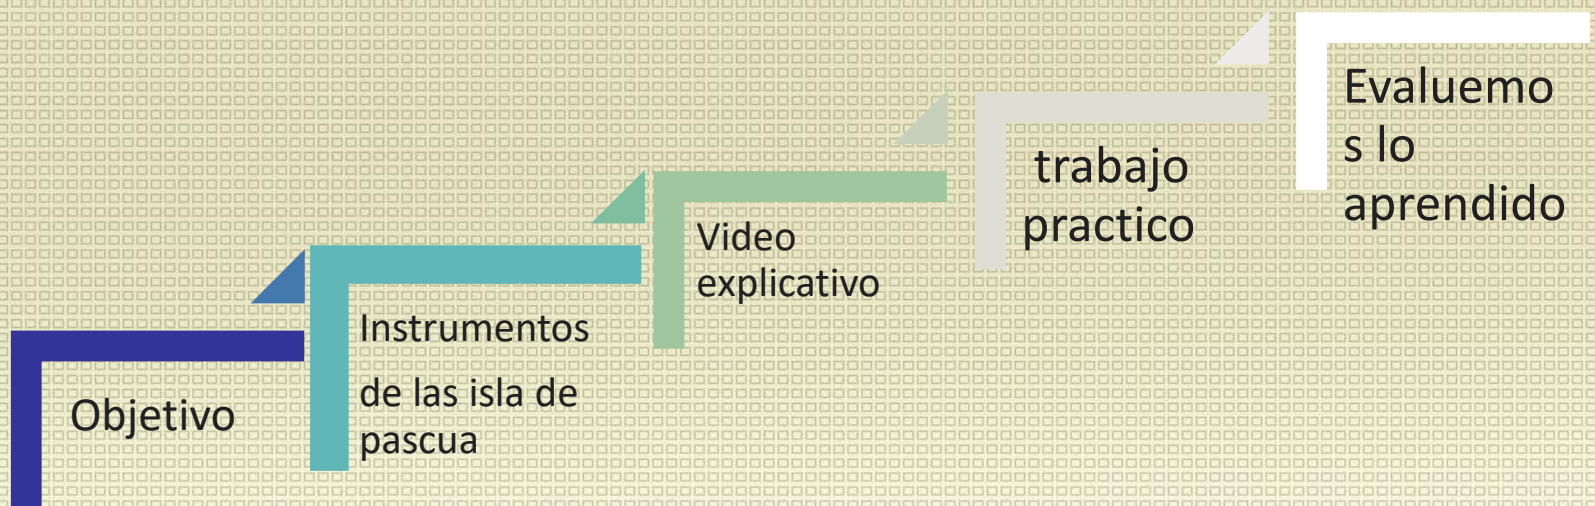 Objetivo
Instrumentos
de las isla de
pascua
Video
explicativo
trabajo
practico
Evaluemo
s lo
aprendido